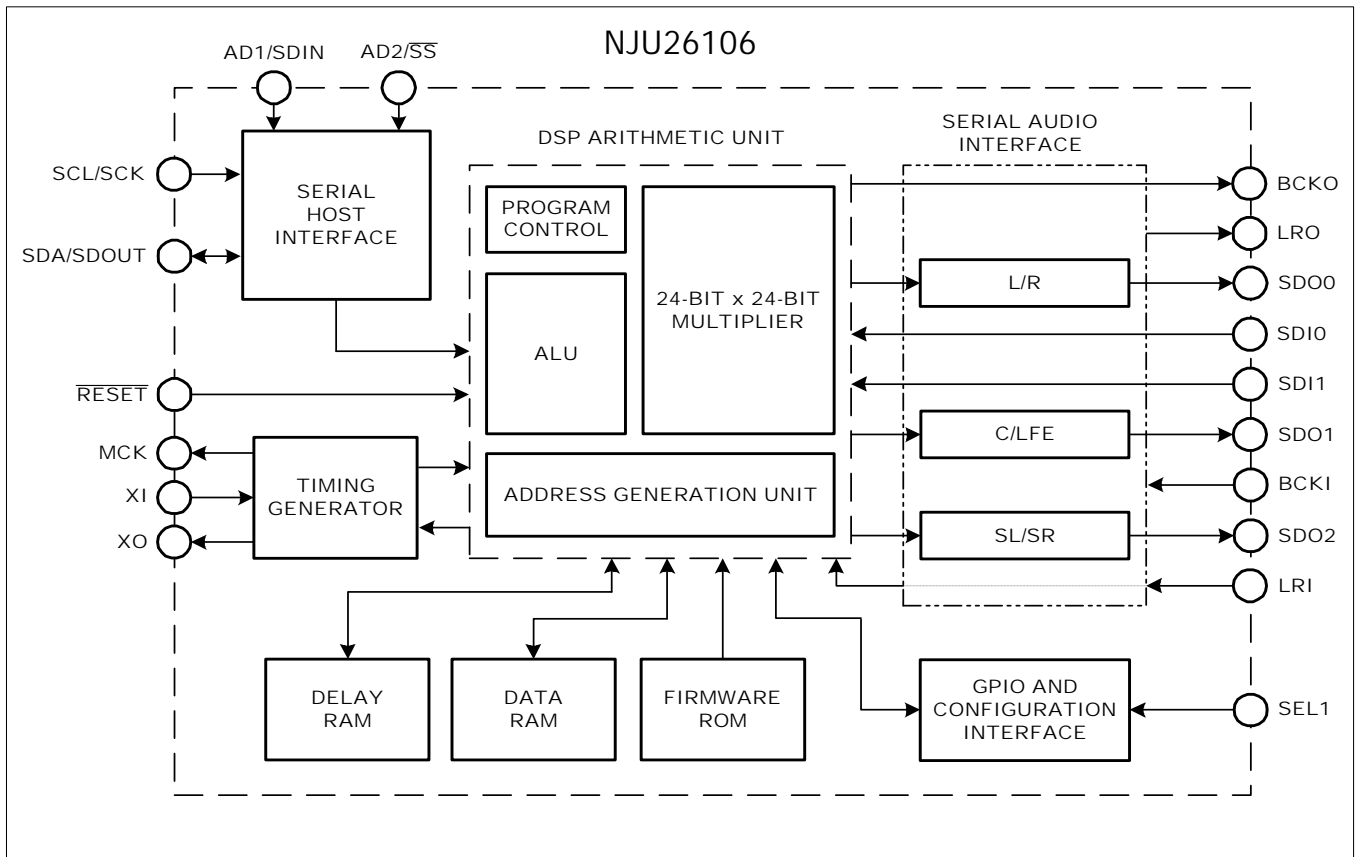 NJU26106
AD1/SDIN
AD2/S̅S̅
SCL/SCK
SDA/SDOUT
R̅E̅S̅E̅T̅
MCK
XI
XO
SERIAL
HOST
INTERFACE
TIMING
GENERATOR
DSP ARITHMETIC UNIT
PROGRAM
CONTROL
ALU
24-BIT x 24-BIT
MULTIPLIER
ADDRESS GENERATION UNIT
SERIAL AUDIO
INTERFACE
L/R
C/LFE
SL/SR
BCKO
LRO
SDO0
SDI0
SDI1
SDO1
BCKI
SDO2
LRI
SEL1
DELAY
RAM
DATA
RAM
FIRMWARE
ROM
GPIO AND
CONFIGURATION
INTERFACE